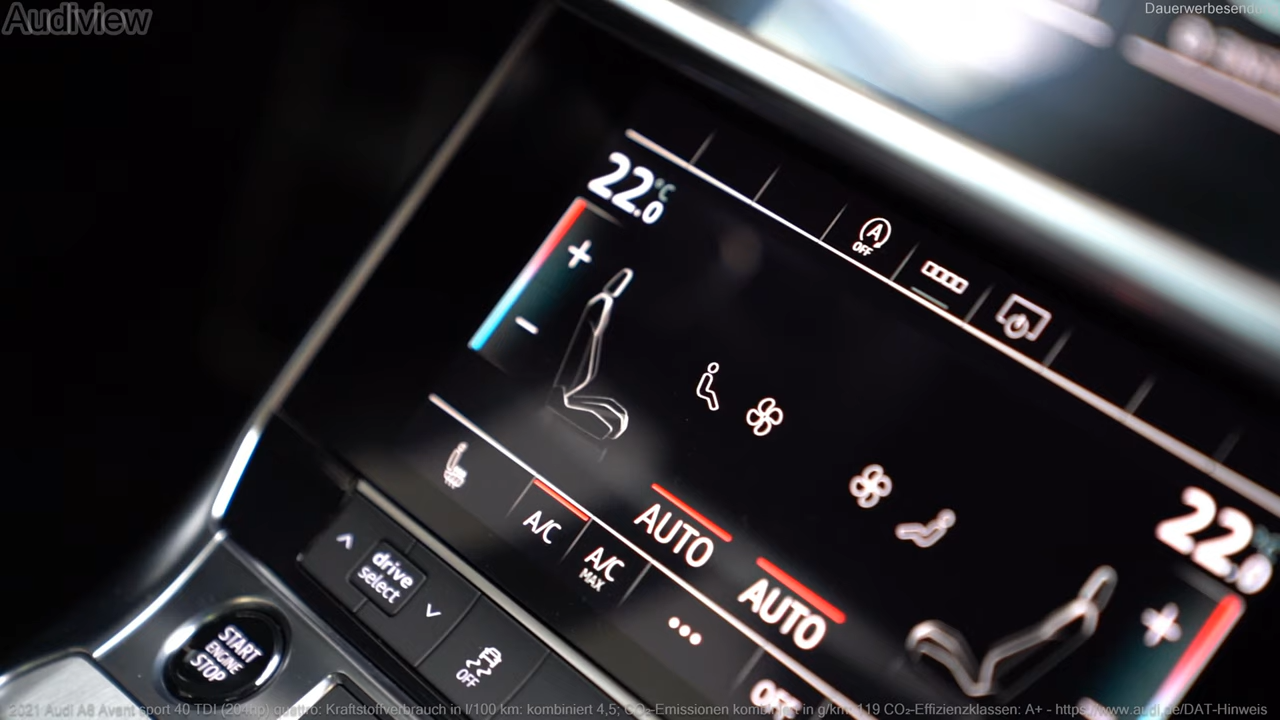 Audiview
Dauerwerbesendung
22.0 °C
A
OFF
+
-
22.0
+
A/C
A/C
MAX
AUTO
AUTO
OFF
drive
select
OFF
START
ENGINE
STOP
2021 Audi A6 Avant sport 40 TDI (204hp) quattro: Kraftstoffverbrauch in l/100 km: kombiniert 4,5; CO₂-Emissionen kombiniert in g/km: 119 CO₂-Effizienzklassen: A+ - https://www.audi.de/DAT-Hinweis